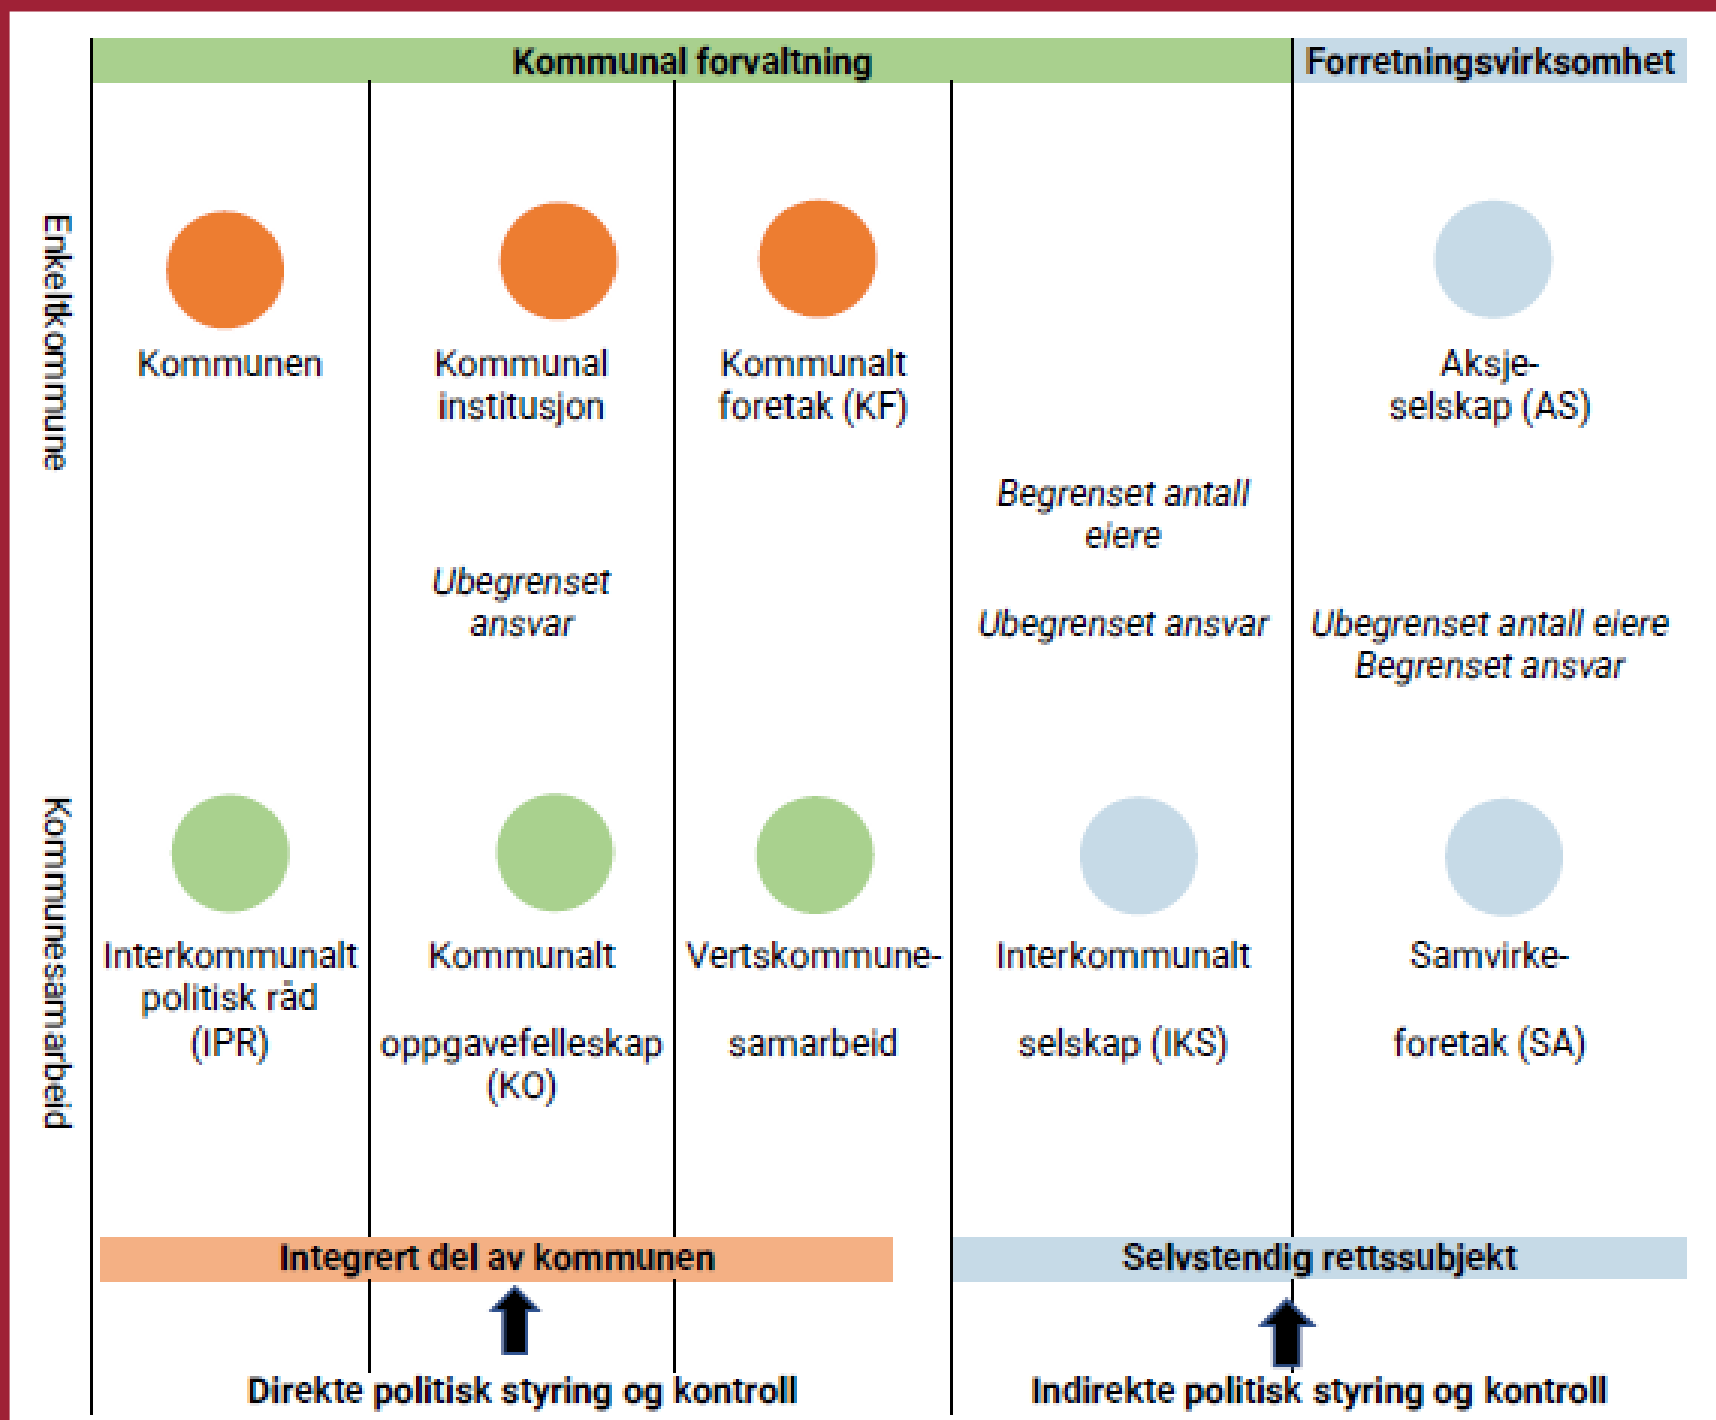 Kommunal forvaltning
Forretningsvirksomhet
Enkeltkommune
Kommunen
Kommunal
institusjon
Kommunalt
foretak (KF)
Aksje-
selskap (AS)
Ubegrenset
ansvar
Begrenset antall
eiere
Ubegrenset ansvar
Ubegrenset antall eiere
Begrenset ansvar
Kommunesamarbeid
Interkommunalt
politisk råd
(IPR)
Kommunalt
oppgavefelleskap
(KO)
Vertskommune-
samarbeid
Interkommunalt
selskap (IKS)
Samvirke-
foretak (SA)
Integrert del av kommunen
Selvstendig rettssubjekt
Direkte politisk styring og kontroll
Indirekte politisk styring og kontroll